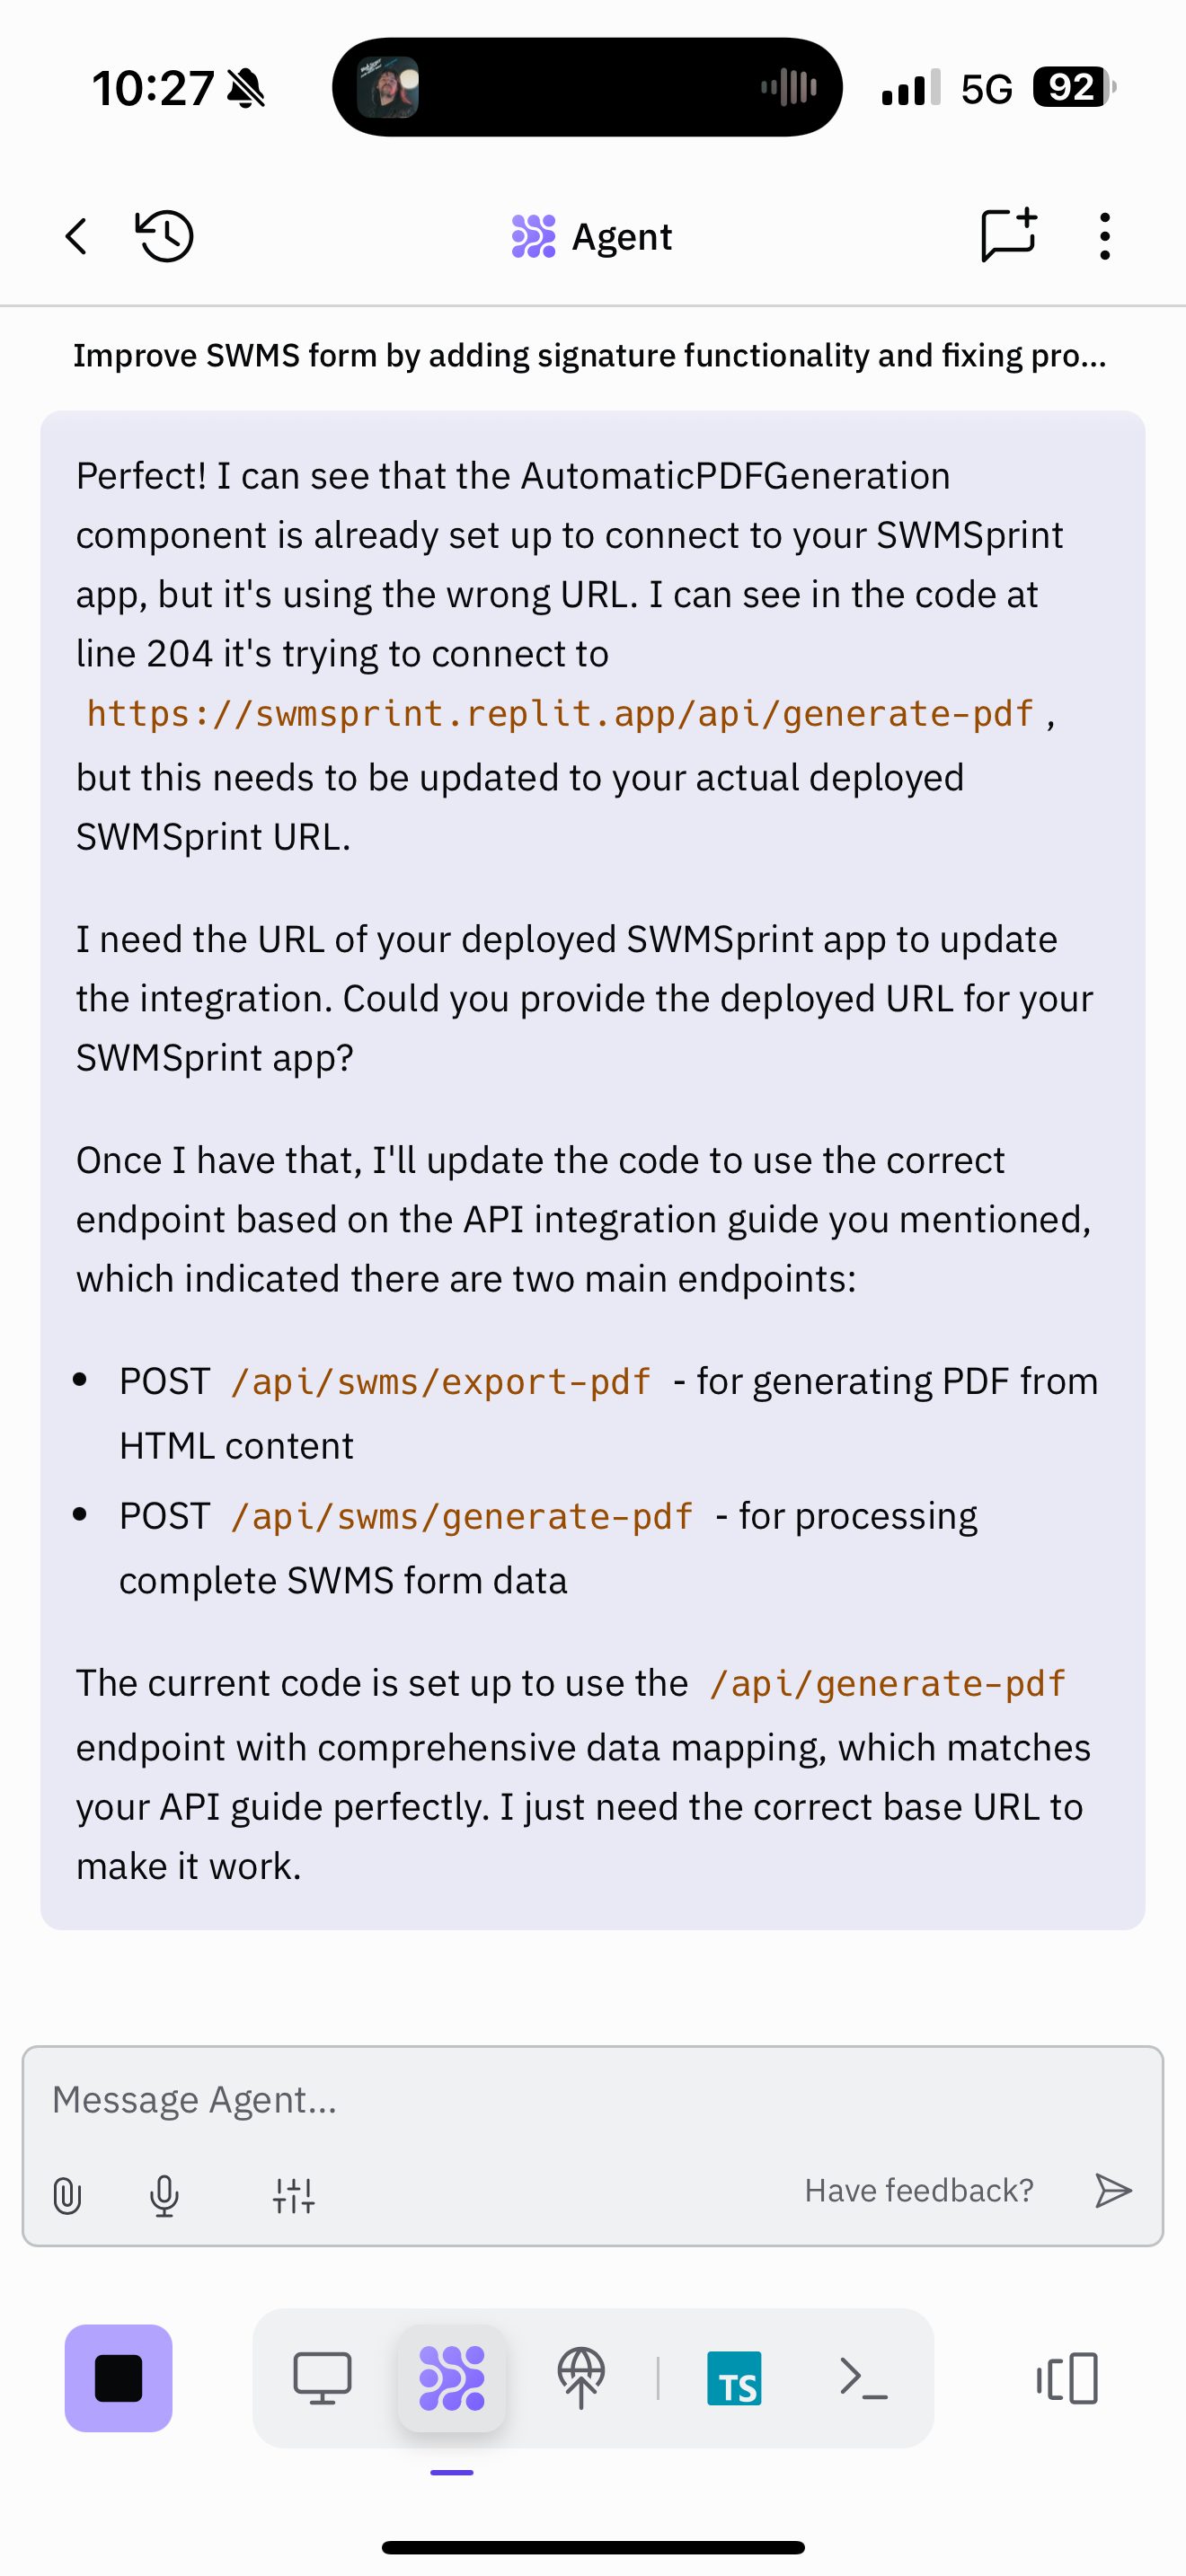 10:27
5G
92
Agent
Improve SWMS form by adding signature functionality and fixing pro...
Perfect! I can see that the AutomaticPDFGeneration
component is already set up to connect to your SWMSprint
app, but it's using the wrong URL. I can see in the code at
line 204 it's trying to connect to
https://swmsprint.replit.app/api/generate-pdf ,
but this needs to be updated to your actual deployed
SWMSprint URL.
I need the URL of your deployed SWMSprint app to update
the integration. Could you provide the deployed URL for your
SWMSprint app?
Once I have that, I'll update the code to use the correct
endpoint based on the API integration guide you mentioned,
which indicated there are two main endpoints:
• POST /api/swms/export-pdf - for generating PDF from
HTML content
• POST /api/swms/generate-pdf - for processing
complete SWMS form data
The current code is set up to use the /api/generate-pdf
endpoint with comprehensive data mapping, which matches
your API guide perfectly. I just need the correct base URL to
make it work.
Message Agent...
Have feedback?
TS